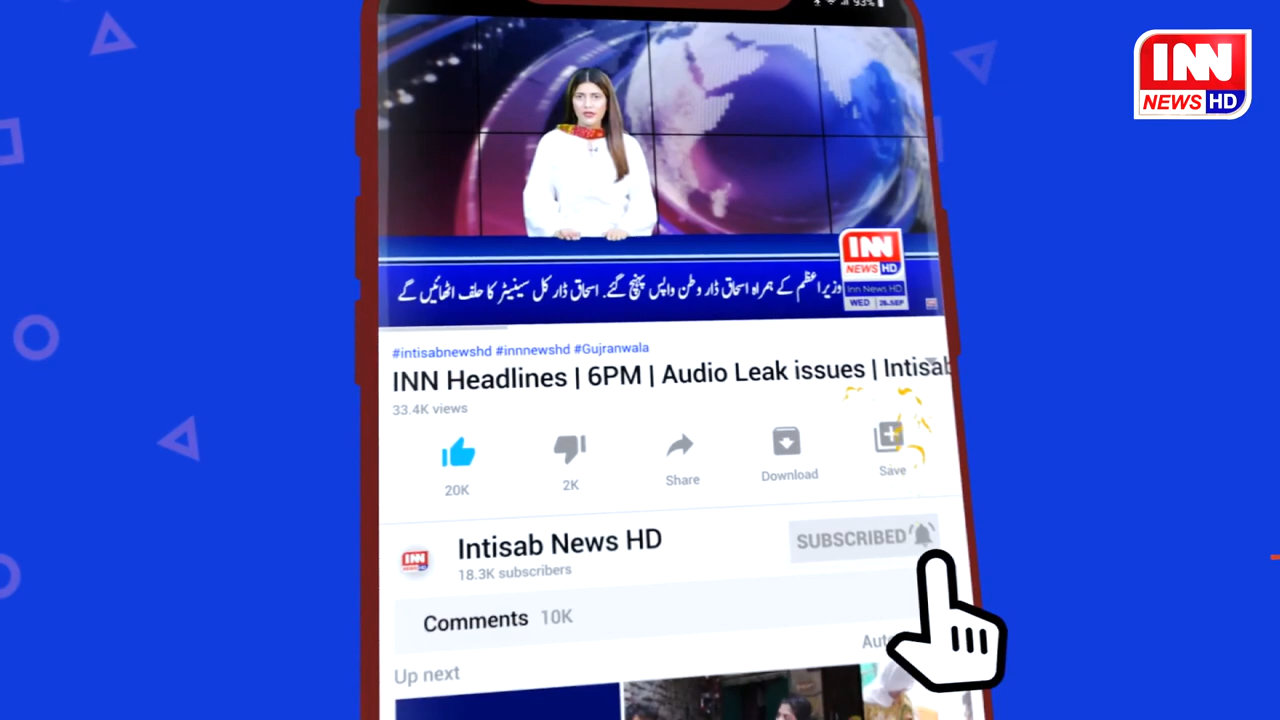 93%
INN
NEWS HD
INN
NEWS HD
Inn News HD
WED 28.SEP
وزیراعظم کے ہمراہ اسحاق ڈار وطن واپس پہنچ گئے. اسحاق ڈار کل سینیٹر کا حلف اٹھائیں گے
#intisabnewshd #innnewshd #Gujranwala
INN Headlines | 6PM | Audio Leak issues | Intisab
33.4K views
20K
2K
Share
Download
Save
INN
Intisab News HD
SUBSCRIBED
18.3K subscribers
Comments 10K
Up next